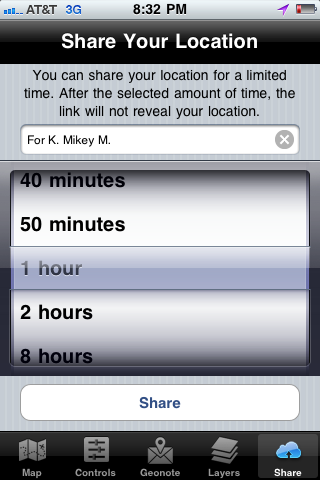 AT&T 3G 8:32 PM
Share Your Location
You can share your location for a limited
time. After the selected amount of time, the
link will not reveal your location.
For K. Mikey M.
40 minutes
50 minutes
1 hour
2 hours
8 hours
Share
Map Controls Geonote Layers Share